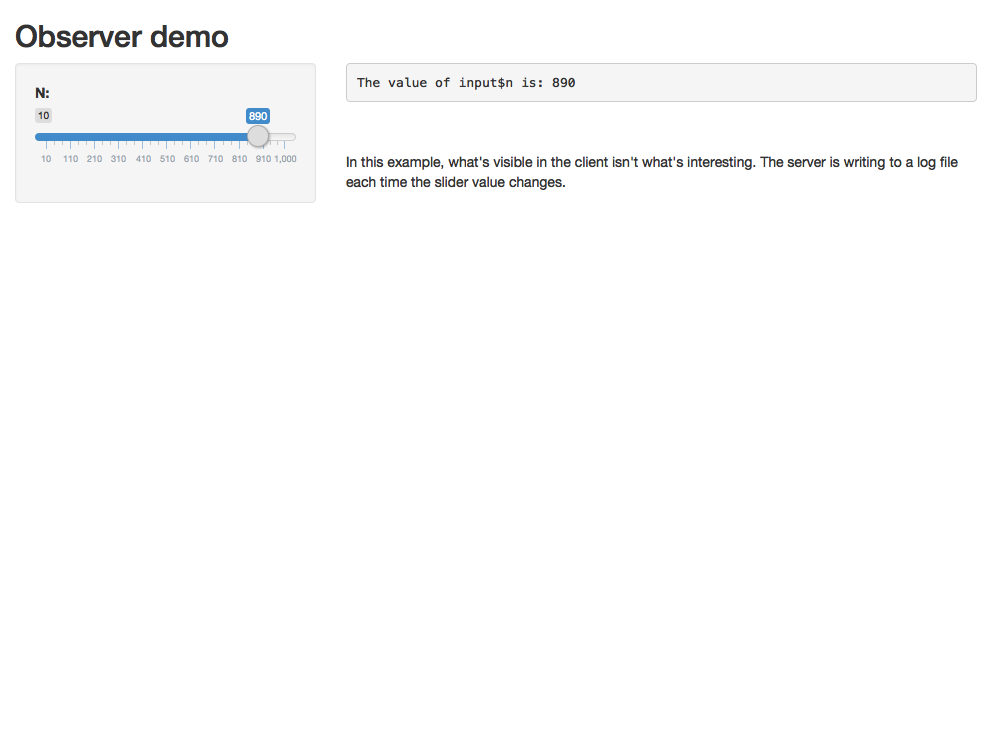 Observer demo
N:
10 890
10 110 210 310 410 510 610 710 810 910 1,000
The value of input$n is: 890
In this example, what's visible in the client isn't what's interesting. The server is writing to a log file
each time the slider value changes.